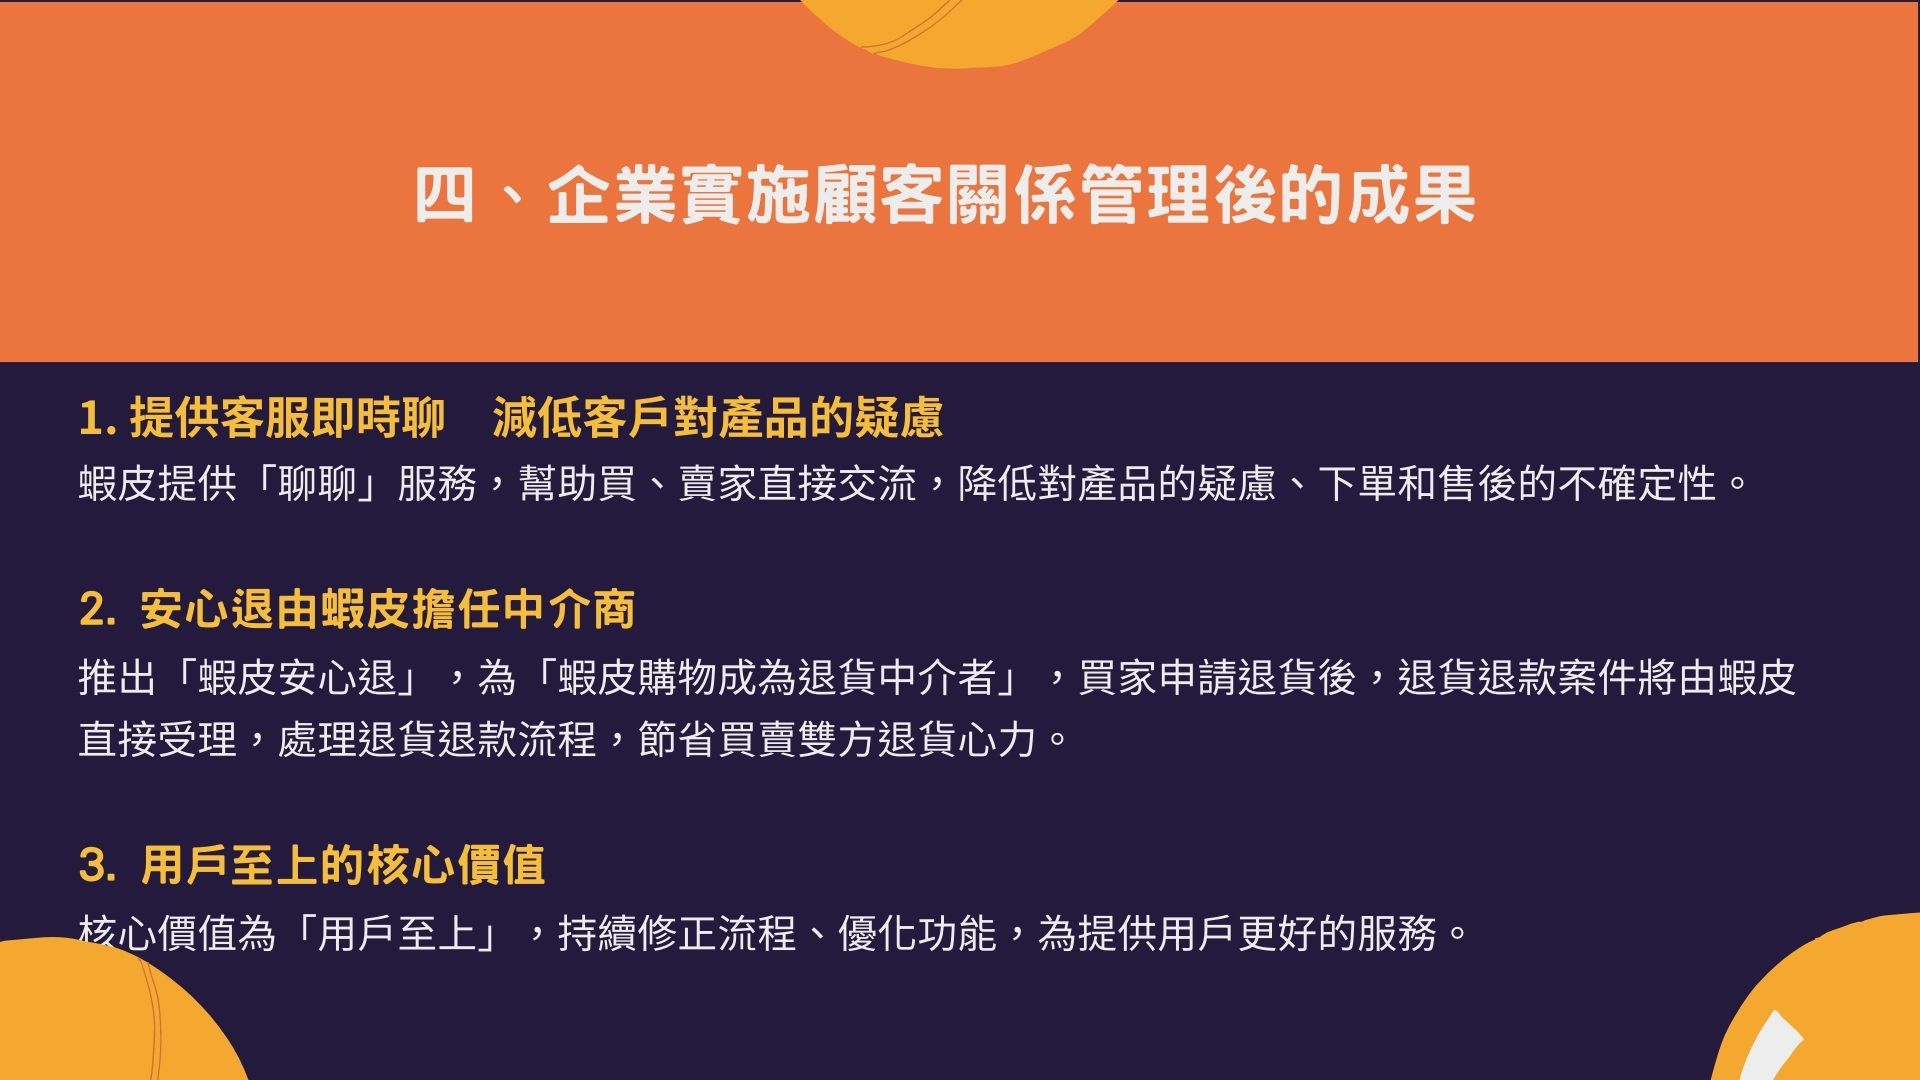 四、企業實施顧客關係管理後的成果
1. 提供客服即時聊　減低客戶對產品的疑慮
蝦皮提供「聊聊」服務，幫助買、賣家直接交流，降低對產品的疑慮、下單和售後的不確定性。
2. 安心退由蝦皮擔任中介商
推出「蝦皮安心退」，為「蝦皮購物成為退貨中介者」，買家申請退貨後，退貨退款案件將由蝦皮
直接受理，處理退貨退款流程，節省買賣雙方退貨心力。
3. 用戶至上的核心價值
核心價值為「用戶至上」，持續修正流程、優化功能，為提供用戶更好的服務。